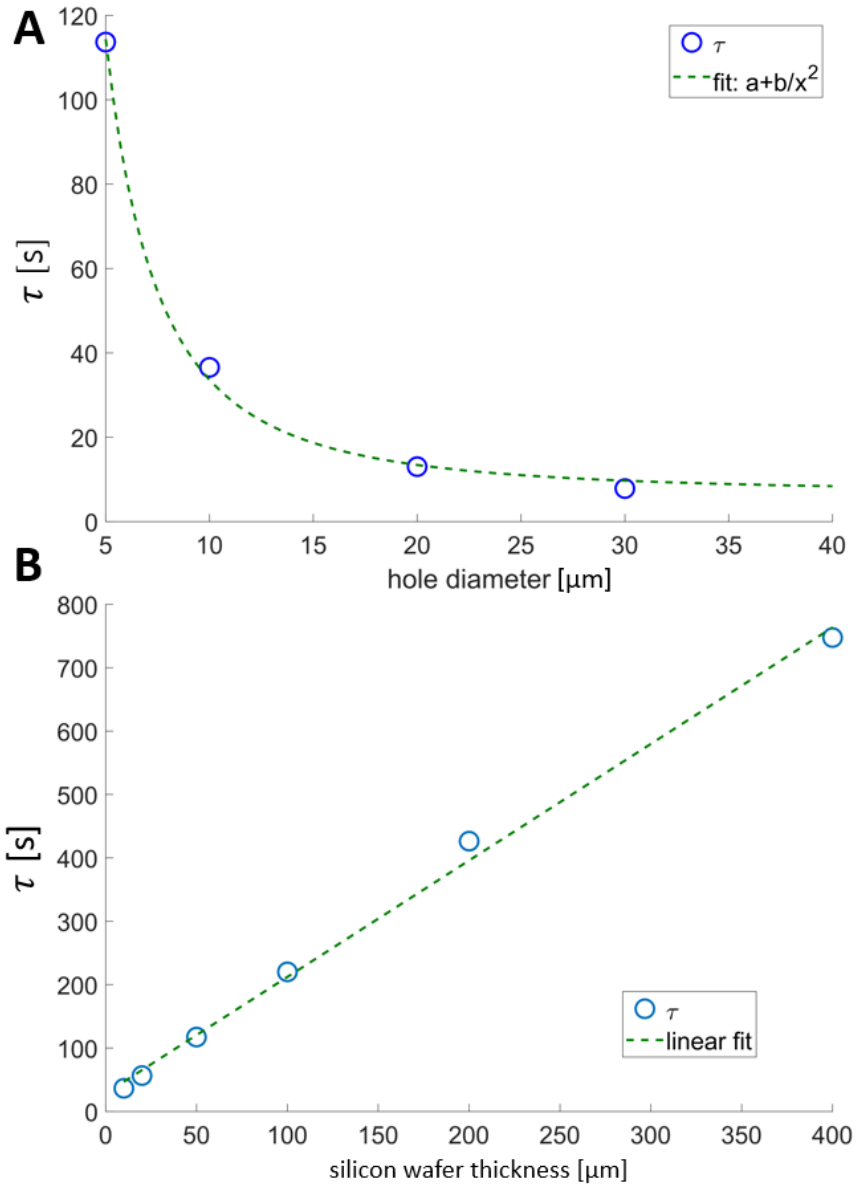 A
120
100
80
60
40
20
0
τ [s]
τ
fit: a+b/x²
5 10 15 20 25 30 35 40
hole diameter [µm]
B
800
700
600
500
400
300
200
100
0
τ [s]
τ
linear fit
0 50 100 150 200 250 300 350 400
silicon wafer thickness [µm]